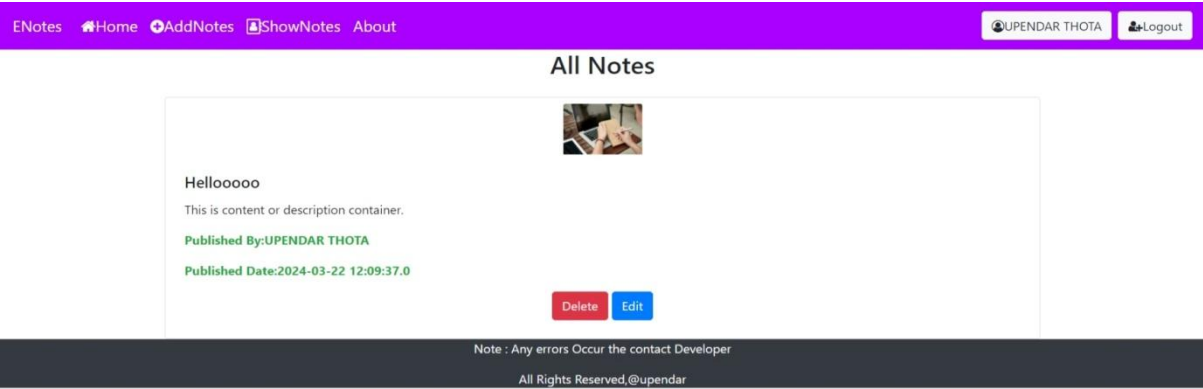 ENotes Home AddNotes ShowNotes About UPENDAR THOTA Logout
All Notes
Hellooooo
This is content or description container.
Published By:UPENDAR THOTA
Published Date:2024-03-22 12:09:37.0
Delete Edit
Note : Any errors Occur the contact Developer
All Rights Reserved,@upendar